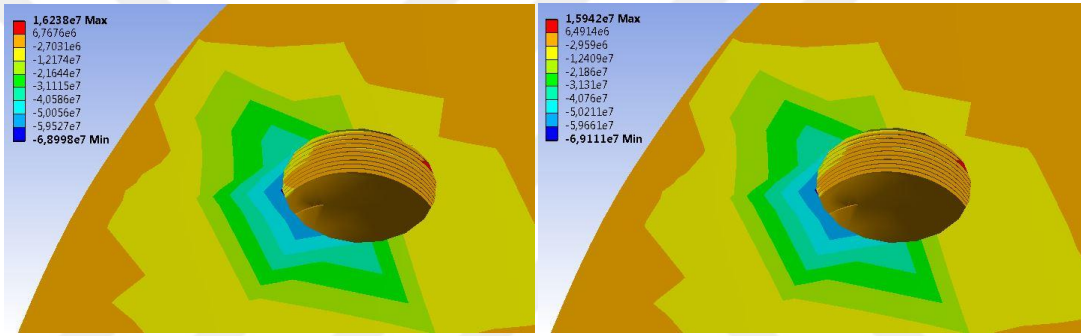 1,6238e7 Max
6,7676e6
-2,7031e6
-1,2174e7
-2,1644e7
-3,1115e7
-4,0586e7
-5,0056e7
-5,9527e7
-6,8998e7 Min
1,5942e7 Max
6,4914e6
-2,959e6
-1,2409e7
-2,186e7
-3,131e7
-4,076e7
-5,0211e7
-5,9661e7
-6,9111e7 Min